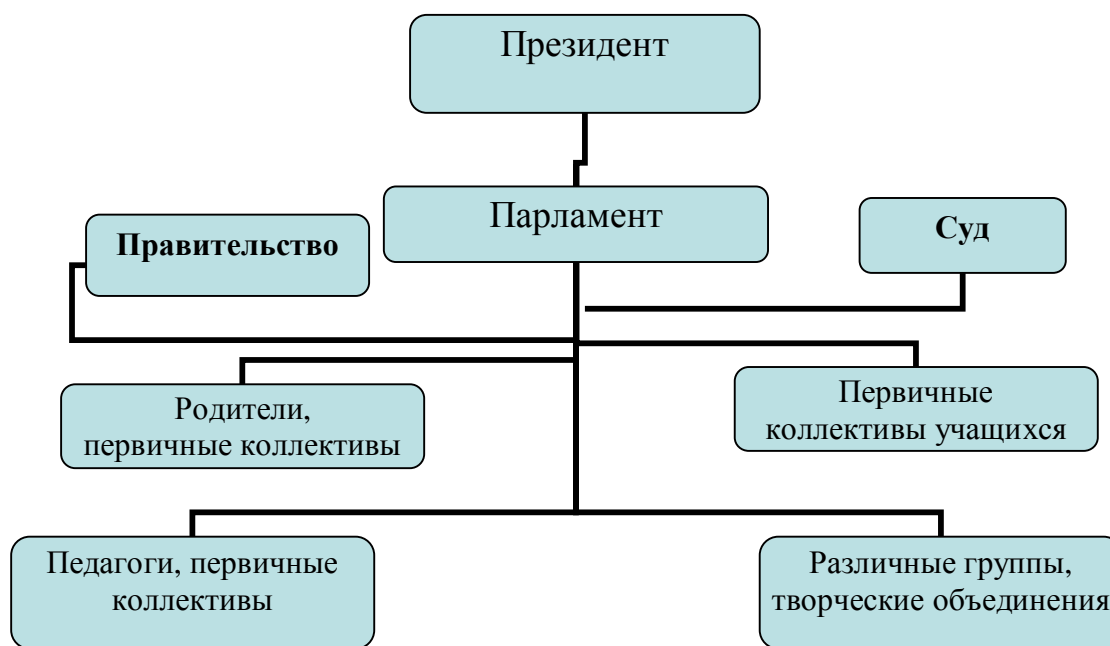 Президент
Парламент
Правительство
Суд
Родители,
первичные коллективы
Первичные
коллективы учащихся
Педагоги, первичные
коллективы
Различные группы,
творческие объединения